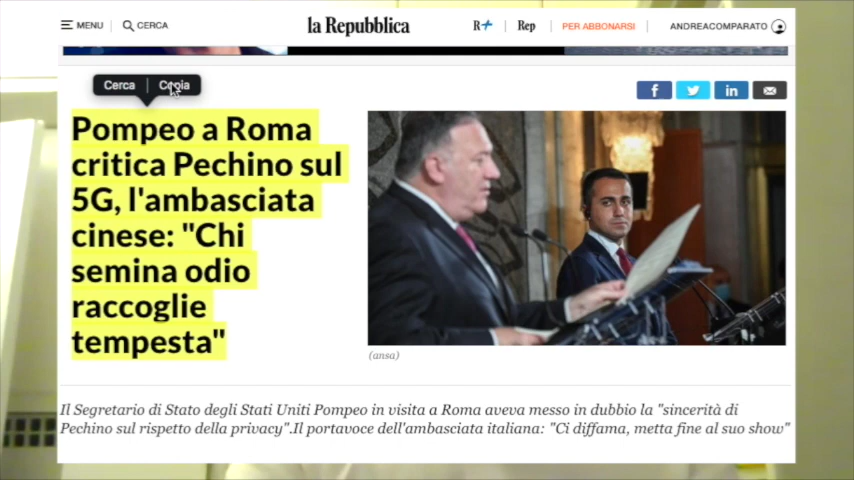 MENU
CERCA
la Repubblica
R+
Rep
PER ABBONARSI
ANDREACOMPARATO
Cerca
Copia
Pompeo a Roma
critica Pechino sul
5G, l'ambasciata
cinese: "Chi
semina odio
raccoglie
tempesta"
(ansa)
Il Segretario di Stato degli Stati Uniti Pompeo in visita a Roma aveva messo in dubbio la "sincerità di
Pechino sul rispetto della privacy".Il portavoce dell'ambasciata italiana: "Ci diffama, metta fine al suo show"